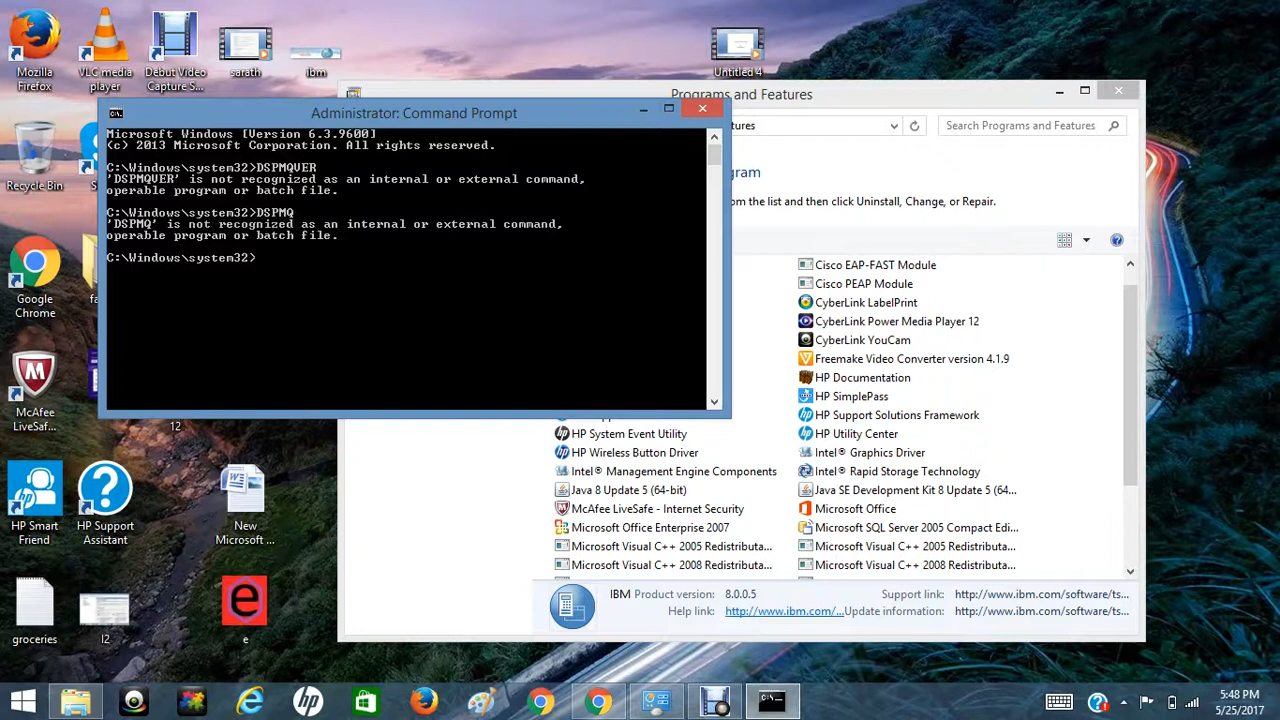 Mozilla
Firefox
VLC media
player
Debut Video
Capture S...
sarath
ibm
Untitled 4
Recycle Bin
Google
Chrome
McAfee
LiveSaf...
12
HP Smart
Friend
HP Support
Assistant
New
Microsoft ...
groceries
l2
e
Programs and Features
Search Programs and Features
Administrator: Command Prompt
Microsoft Windows [Version 6.3.9600]
(c) 2013 Microsoft Corporation. All rights reserved.
C:\Windows\system32>DSPMQVER
'DSPMQVER' is not recognized as an internal or external command,
operable program or batch file.
C:\Windows\system32>DSPMQ
'DSPMQ' is not recognized as an internal or external command,
operable program or batch file.
C:\Windows\system32>
from the list and then click Uninstall, Change, or Repair.
Cisco EAP-FAST Module
Cisco PEAP Module
CyberLink LabelPrint
CyberLink Power Media Player 12
CyberLink YouCam
Freemake Video Converter version 4.1.9
HP Documentation
HP SimplePass
HP Support Solutions Framework
HP System Event Utility
HP Utility Center
HP Wireless Button Driver
Intel® Graphics Driver
Intel® Management Engine Components
Intel® Rapid Storage Technology
Java 8 Update 5 (64-bit)
Java SE Development Kit 8 Update 5 (64...
McAfee LiveSafe - Internet Security
Microsoft Office
Microsoft Office Enterprise 2007
Microsoft SQL Server 2005 Compact Edi...
Microsoft Visual C++ 2005 Redistributa...
Microsoft Visual C++ 2005 Redistributa...
Microsoft Visual C++ 2008 Redistributa...
Microsoft Visual C++ 2008 Redistributa...
IBM Product version: 8.0.0.5
Support link: http://www.ibm.com/software/ts...
Help link: http://www.ibm.com/...
Update information: http://www.ibm.com/software/ts...
5:48 PM
5/25/2017